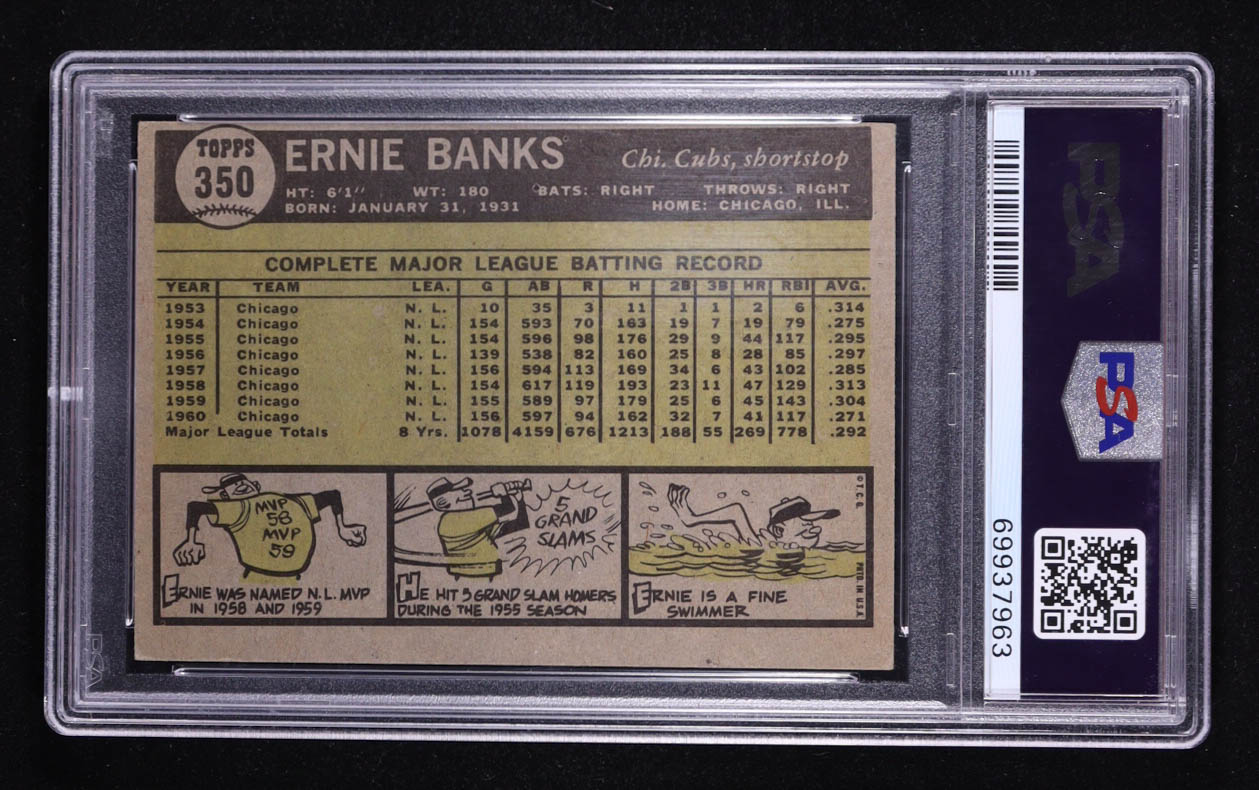 TOPPS
350
ERNIE BANKS
Chi. Cubs, shortstop
HT: 6'1" WT: 180 BATS: RIGHT THROWS: RIGHT
BORN: JANUARY 31, 1931 HOME: CHICAGO, ILL.
COMPLETE MAJOR LEAGUE BATTING RECORD
YEAR TEAM LEA. G AB R H 2B 3B HR RBI AVG.
1953 Chicago N. L. 10 35 3 11 1 1 2 6 .314
1954 Chicago N. L. 154 593 70 163 19 7 19 79 .275
1955 Chicago N. L. 154 596 98 176 29 9 44 117 .295
1956 Chicago N. L. 139 538 82 160 25 8 28 85 .297
1957 Chicago N. L. 156 594 113 169 34 6 43 102 .285
1958 Chicago N. L. 154 617 119 193 23 11 47 129 .313
1959 Chicago N. L. 155 589 97 179 25 6 45 143 .304
1960 Chicago N. L. 156 597 94 162 32 7 41 117 .271
Major League Totals 8 Yrs. 1078 4159 676 1213 188 55 269 778 .292
MVP
58
MVP
59
ERNIE WAS NAMED N.L. MVP
IN 1958 AND 1959
5
GRAND
SLAMS
HE HIT 5 GRAND SLAM HOMERS
DURING THE 1955 SEASON
ERNIE IS A FINE
SWIMMER
© T.C.G.
PRTD. IN U.S.A.
PSA
PSA
69937963
PSA